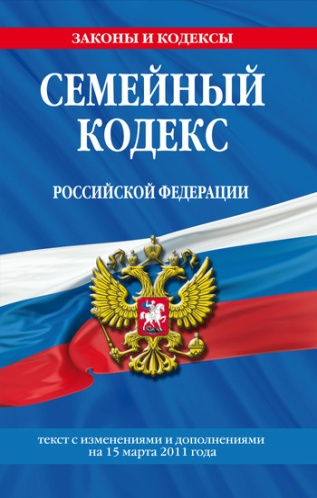 ЗАКОНЫ И КОДЕКСЫ
СЕМЕЙНЫЙ
КОДЕКС
РОССИЙСКОЙ ФЕДЕРАЦИИ
ТЕКСТ С ИЗМЕНЕНИЯМИ И ДОПОЛНЕНИЯМИ
НА 15 МАРТА 2011 ГОДА